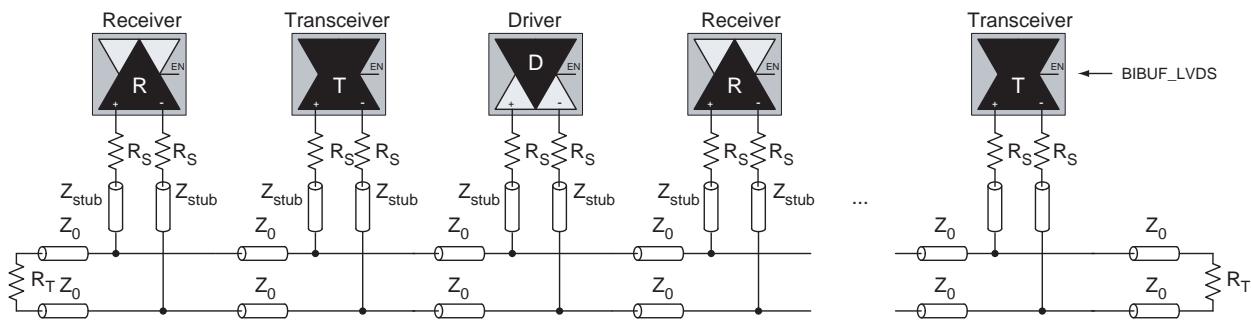 Receiver Transceiver Driver Receiver Transceiver
R EN T EN D EN R EN T EN BIBUF_LVDS
+ - + - + - + - + -
RS RS RS RS RS RS RS RS RS RS
Zstub Zstub Zstub Zstub Zstub Zstub Zstub Zstub ...
Z0 Z0 Z0 Z0 Z0 Z0
RT RT
Z0 Z0 Z0 Z0 Z0 Z0